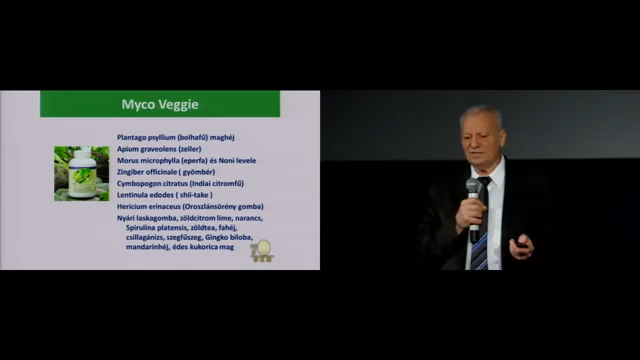 Myco Veggie
Plantago psyllium (bolhafű) maghéj
Apium graveolens (zeller)
Morus microphylla (eperfa) és Noni levele
Zingiber officinale ( gyömbér)
Cymbopogon citratus (Indiai citromfű)
Lentinula edodes ( shii-take )
Hericium erinaceus (Oroszlánsörény gomba)
Nyári laskagomba, zöldcitrom lime, narancs,
Spirulina platensis, zöldtea, fahéj,
csillagánizs, szegfűszeg, Gingko biloba,
mandarinhéj, édes kukorica mag